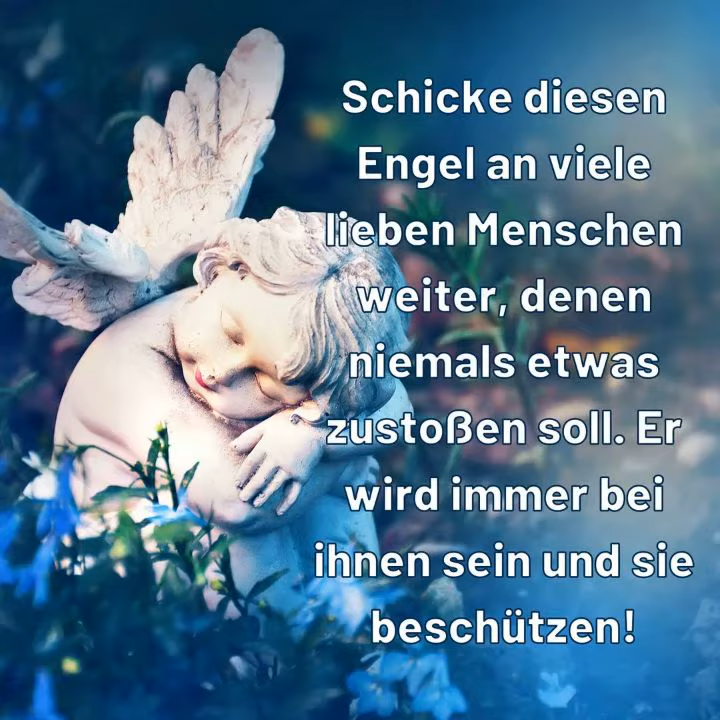 Schicke diesen
Engel an viele
lieben Menschen
weiter, denen
niemals etwas
zustoßen soll. Er
wird immer bei
ihnen sein und sie
beschützen!